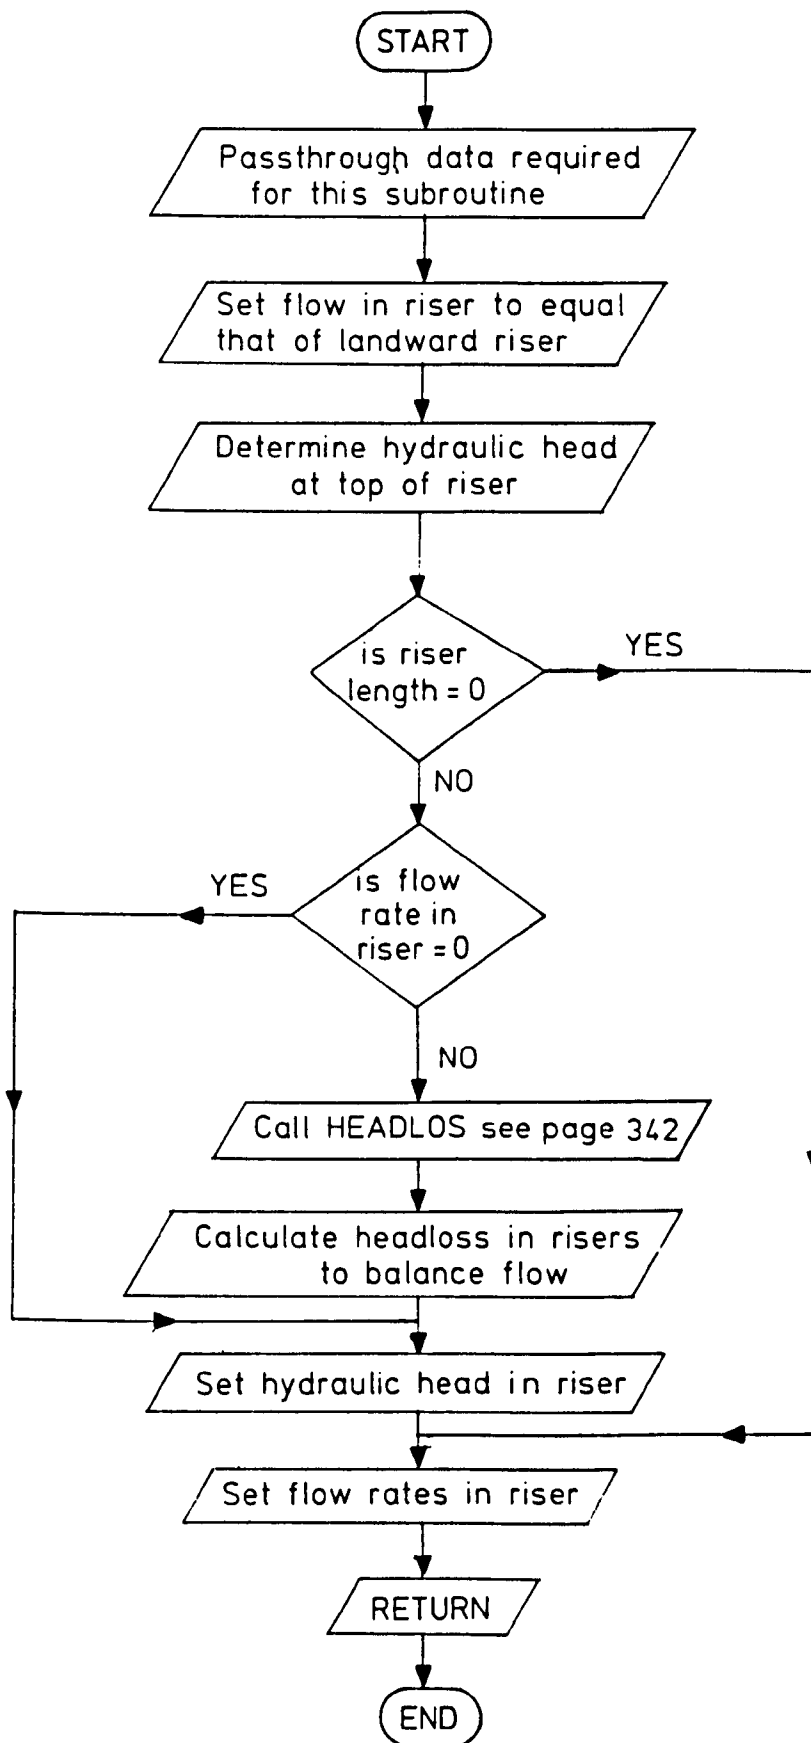 START
Passthrough data required
for this subroutine
Set flow in riser to equal
that of landward riser
Determine hydraulic head
at top of riser
is riser
length = 0
YES
NO
YES
is flow
rate in
riser = 0
NO
Call HEADLOS see page 342
Calculate headloss in risers
to balance flow
Set hydraulic head in riser
Set flow rates in riser
RETURN
END